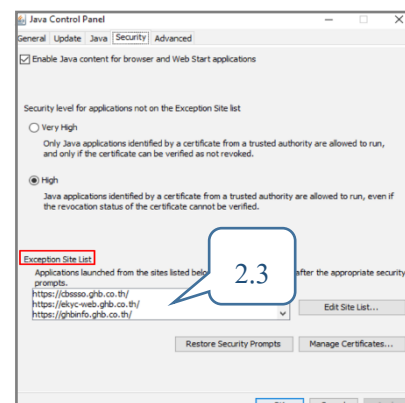 Java Control Panel
General Update Java Security Advanced
Enable Java content for browser and Web Start applications
Security level for applications not on the Exception Site list
Very High
Only Java applications identified by a certificate from a trusted authority are allowed to run,
and only if the certificate can be verified as not revoked.
High
Java applications identified by a certificate from a trusted authority are allowed to run, even if
the revocation status of the certificate cannot be verified.
Exception Site List
Applications launched from the sites listed after the appropriate security
prompts.
2.3
https://cbssso.ghb.co.th/
https://ekyc-web.ghb.co.th/
https://ghbinfo.ghb.co.th/
Edit Site List...
Restore Security Prompts Manage Certificates...